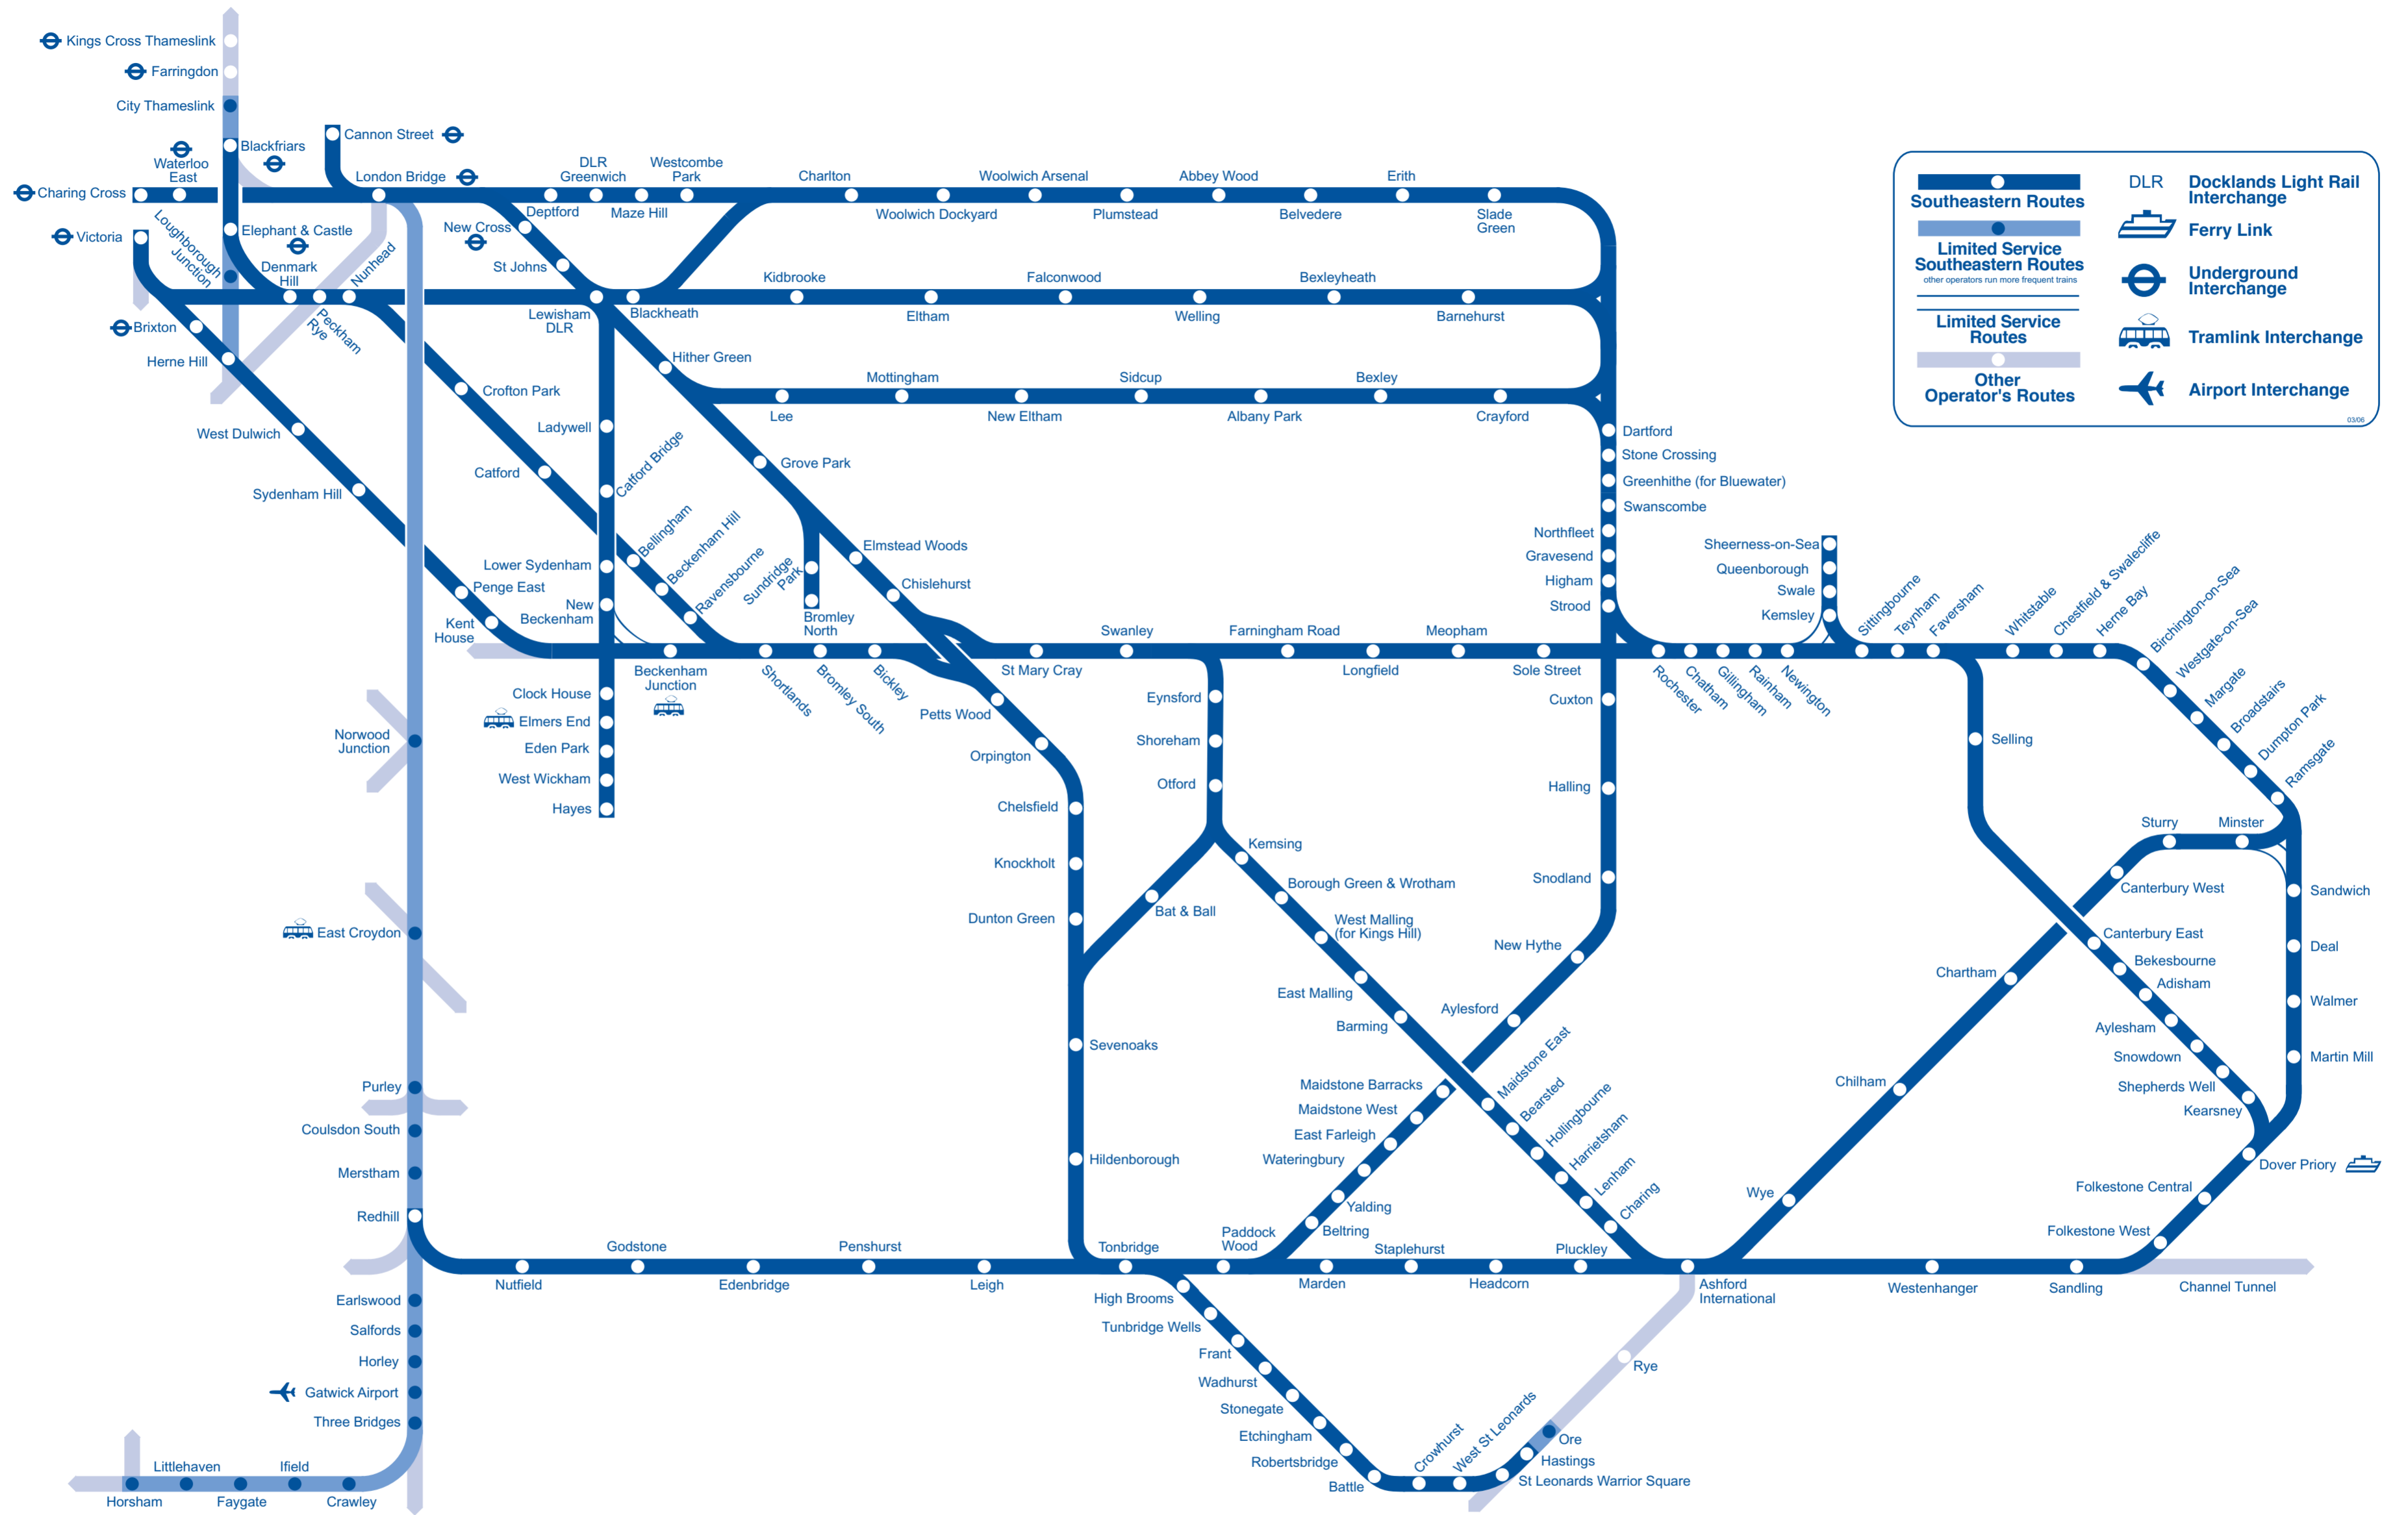 Kings Cross Thameslink
Farringdon
City Thameslink
Blackfriars
Cannon Street
Waterloo
East
Charing Cross
London Bridge
Victoria
Loughborough
Junction
Elephant & Castle
Denmark
Hill
Nunhead
Peckham
Rye
Brixton
Herne Hill
West Dulwich
Sydenham Hill
Penge East
Kent
House
DLR
Greenwich
Westcombe
Park
Deptford
Maze Hill
New Cross
St Johns
Lewisham
DLR
Blackheath
Charlton
Woolwich Dockyard
Woolwich Arsenal
Plumstead
Abbey Wood
Belvedere
Erith
Slade
Green
Kidbrooke
Eltham
Falconwood
Welling
Bexleyheath
Barnehurst
Hither Green
Lee
Mottingham
New Eltham
Sidcup
Albany Park
Bexley
Crayford
Crofton Park
Catford
Bellingham
Beckenham Hill
Ravensbourne
Ladywell
Catford Bridge
Lower Sydenham
New
Beckenham
Clock House
Elmers End
Eden Park
West Wickham
Hayes
Beckenham
Junction
Shortlands
Bromley South
Bickley
Grove Park
Sundridge
Park
Bromley
North
Elmstead Woods
Chislehurst
Petts Wood
Orpington
Chelsfield
Knockholt
Dunton Green
Sevenoaks
Hildenborough
St Mary Cray
Swanley
Farningham Road
Longfield
Meopham
Sole Street
Eynsford
Shoreham
Otford
Bat & Ball
Kemsing
Borough Green & Wrotham
West Malling
(for Kings Hill)
East Malling
Barming
Maidstone East
Bearsted
Hollingbourne
Harrietsham
Lenham
Charing
Dartford
Stone Crossing
Greenhithe (for Bluewater)
Swanscombe
Northfleet
Gravesend
Higham
Strood
Cuxton
Halling
Snodland
New Hythe
Aylesford
Maidstone Barracks
Maidstone West
East Farleigh
Wateringbury
Yalding
Beltring
Rochester
Chatham
Gillingham
Rainham
Newington
Sheerness-on-Sea
Queenborough
Swale
Kemsley
Sittingbourne
Teynham
Faversham
Whitstable
Chestfield & Swalecliffe
Herne Bay
Birchington-on-Sea
Westgate-on-Sea
Margate
Broadstairs
Dumpton Park
Ramsgate
Selling
Canterbury East
Bekesbourne
Adisham
Aylesham
Snowdown
Shepherds Well
Kearsney
Sturry
Minster
Canterbury West
Chartham
Chilham
Wye
Sandwich
Deal
Walmer
Martin Mill
Dover Priory
Folkestone Central
Folkestone West
Channel Tunnel
Sandling
Westenhanger
Ashford
International
Pluckley
Headcorn
Staplehurst
Marden
Paddock
Wood
Tonbridge
Leigh
Penshurst
Edenbridge
Godstone
Nutfield
Norwood
Junction
East Croydon
Purley
Coulsdon South
Merstham
Redhill
Earlswood
Salfords
Horley
Gatwick Airport
Three Bridges
Crawley
Ifield
Faygate
Littlehaven
Horsham
High Brooms
Tunbridge Wells
Frant
Wadhurst
Stonegate
Etchingham
Robertsbridge
Battle
Crowhurst
West St Leonards
St Leonards Warrior Square
Hastings
Ore
Rye
Southeastern Routes
Limited Service
Southeastern Routes
other operators run more frequent trains
Limited Service
Routes
Other
Operator's Routes
DLR
Docklands Light Rail
Interchange
Ferry Link
Underground
Interchange
Tramlink Interchange
Airport Interchange
03/06